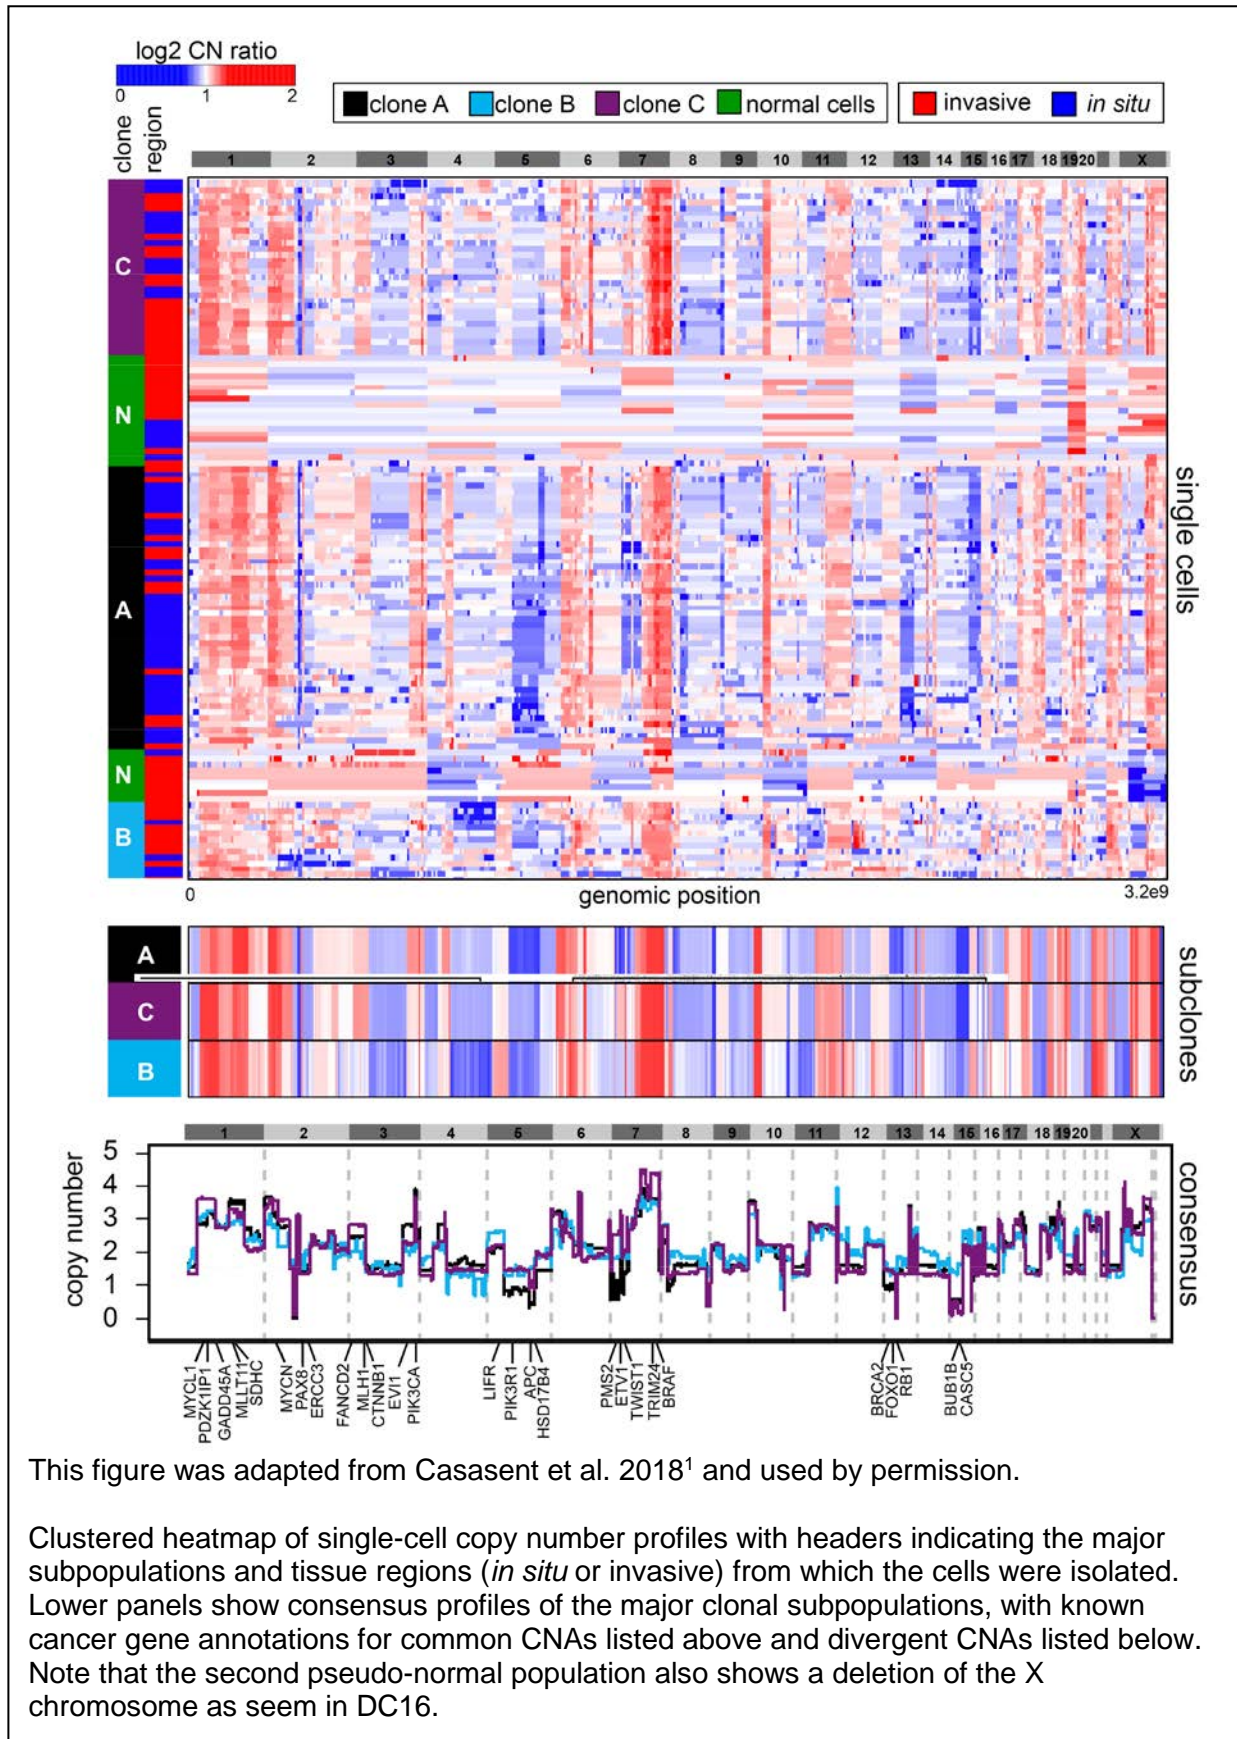 log2 CN ratio
0 1 2
clone A clone B clone C normal cells invasive in situ
clone
region
1 2 3 4 5 6 7 8 9 10 11 12 13 14 15 16 17 18 19 20 X
C
N
A
N
B
single cells
0 genomic position 3.2e9
A
C
B
subclones
1 2 3 4 5 6 7 8 9 10 11 12 13 14 15 16 17 18 19 20 X
copy number
5
4
3
2
1
0
consensus
MYCL1
PDZK1IP1
GADD45A
MLLT11
SDHC
MYCN
PAX8
ERCC3
FANCD2
MLH1
CTNNB1
EVI1
PIK3CA
LIFR
PIK3R1
APC
HSD17B4
PMS2
ETV1
TWIST1
TRIM24
BRAF
BRCA2
FOXO1
RB1
BUB1B
CASC5
This figure was adapted from Casasent et al. 2018¹ and used by permission.
Clustered heatmap of single-cell copy number profiles with headers indicating the major
subpopulations and tissue regions (in situ or invasive) from which the cells were isolated.
Lower panels show consensus profiles of the major clonal subpopulations, with known
cancer gene annotations for common CNAs listed above and divergent CNAs listed below.
Note that the second pseudo-normal population also shows a deletion of the X
chromosome as seem in DC16.